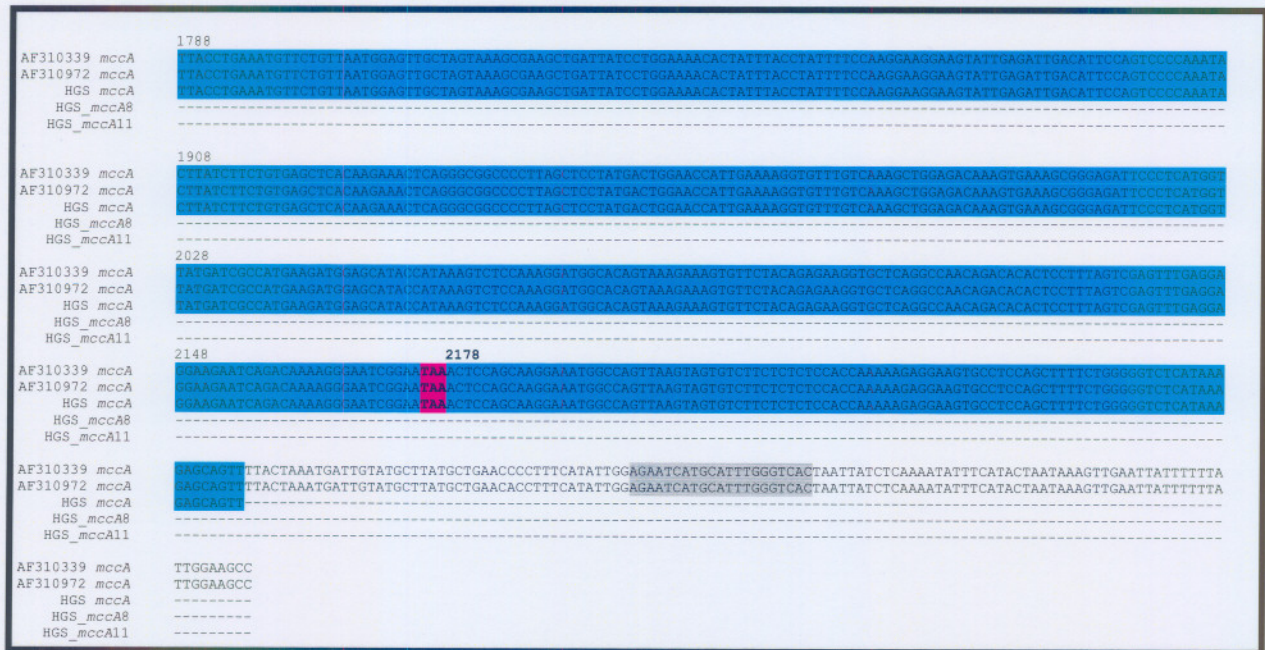 1788
AF310339 mccA TTACCTGAAATGTTCTGTTAATGGAGTTGCTAGTAAAGCGAAGCTGATTATCCTGGAAAACACTATTTACCTATTTTCCAAGGAAGGAAGTATTGAGATTGACATTCCAGTCCCCAAATA
AF310972 mccA TTACCTGAAATGTTCTGTTAATGGAGTTGCTAGTAAAGCGAAGCTGATTATCCTGGAAAACACTATTTACCTATTTTCCAAGGAAGGAAGTATTGAGATTGACATTCCAGTCCCCAAATA
HGS mccA TTACCTGAAATGTTCTGTTAATGGAGTTGCTAGTAAAGCGAAGCTGATTATCCTGGAAAACACTATTTACCTATTTTCCAAGGAAGGAAGTATTGAGATTGACATTCCAGTCCCCAAATA
HGS_mccA8 ------------------------------------------------------------------------------------------------------------------------
HGS_mccA11 ------------------------------------------------------------------------------------------------------------------------
1908
AF310339 mccA CTTATCTTCTGTGAGCTCACAAGAAACTCAGGGCGGCCCCTTAGCTCCTATGACTGGAACCATTGAAAAGGTGTTTGTCAAAGCTGGAGACAAAGTGAAAGCGGGAGATTCCCTCATGGT
AF310972 mccA CTTATCTTCTGTGAGCTCACAAGAAACTCAGGGCGGCCCCTTAGCTCCTATGACTGGAACCATTGAAAAGGTGTTTGTCAAAGCTGGAGACAAAGTGAAAGCGGGAGATTCCCTCATGGT
HGS mccA CTTATCTTCTGTGAGCTCACAAGAAACTCAGGGCGGCCCCTTAGCTCCTATGACTGGAACCATTGAAAAGGTGTTTGTCAAAGCTGGAGACAAAGTGAAAGCGGGAGATTCCCTCATGGT
HGS_mccA8 ------------------------------------------------------------------------------------------------------------------------
HGS_mccA11 ------------------------------------------------------------------------------------------------------------------------
2028
AF310339 mccA TATGATCGCCATGAAGATGGAGCATACCATAAAGTCTCCAAAGGATGGCACAGTAAAGAAAGTGTTCTACAGAGAAGGTGCTCAGGCCAACAGACACACTCCTTTAGTCGAGTTTGAGGA
AF310972 mccA TATGATCGCCATGAAGATGGAGCATACCATAAAGTCTCCAAAGGATGGCACAGTAAAGAAAGTGTTCTACAGAGAAGGTGCTCAGGCCAACAGACACACTCCTTTAGTCGAGTTTGAGGA
HGS mccA TATGATCGCCATGAAGATGGAGCATACCATAAAGTCTCCAAAGGATGGCACAGTAAAGAAAGTGTTCTACAGAGAAGGTGCTCAGGCCAACAGACACACTCCTTTAGTCGAGTTTGAGGA
HGS_mccA8 ------------------------------------------------------------------------------------------------------------------------
HGS_mccA11 ------------------------------------------------------------------------------------------------------------------------
2148 2178
AF310339 mccA GGAAGAATCAGACAAAAGGGAATCGGAATAAACTCCAGCAAGGAAATGGCCAGTTAAGTAGTGTCTTCTCTCTCCACCAAAAAGAGGAAGTGCCTCCAGCTTTTCTGGGGGTCTCATAAA
AF310972 mccA GGAAGAATCAGACAAAAGGGAATCGGAATAAACTCCAGCAAGGAAATGGCCAGTTAAGTAGTGTCTTCTCTCTCCACCAAAAAGAGGAAGTGCCTCCAGCTTTTCTGGGGGTCTCATAAA
HGS mccA GGAAGAATCAGACAAAAGGGAATCGGAATAAACTCCAGCAAGGAAATGGCCAGTTAAGTAGTGTCTTCTCTCTCCACCAAAAAGAGGAAGTGCCTCCAGCTTTTCTGGGGGTCTCATAAA
HGS_mccA8 ------------------------------------------------------------------------------------------------------------------------
HGS_mccA11 ------------------------------------------------------------------------------------------------------------------------
AF310339 mccA GAGCAGTTTTACTAAATGATTGTATGCTTATGCTGAACCCCTTTCATATTGGAGAATCATGCATTTGGGTCACTAATTATCTCAAAATATTTCATACTAATAAAGTTGAATTATTTTTTA
AF310972 mccA GAGCAGTTTTACTAAATGATTGTATGCTTATGCTGAACACCTTTCATATTGGAGAATCATGCATTTGGGTCACTAATTATCTCAAAATATTTCATACTAATAAAGTTGAATTATTTTTTA
HGS mccA GAGCAGTT----------------------------------------------------------------------------------------------------------------
HGS_mccA8 ------------------------------------------------------------------------------------------------------------------------
HGS_mccA11 ------------------------------------------------------------------------------------------------------------------------
AF310339 mccA TTGGAAGCC
AF310972 mccA TTGGAAGCC
HGS mccA ---------
HGS_mccA8 ---------
HGS_mccA11 ---------